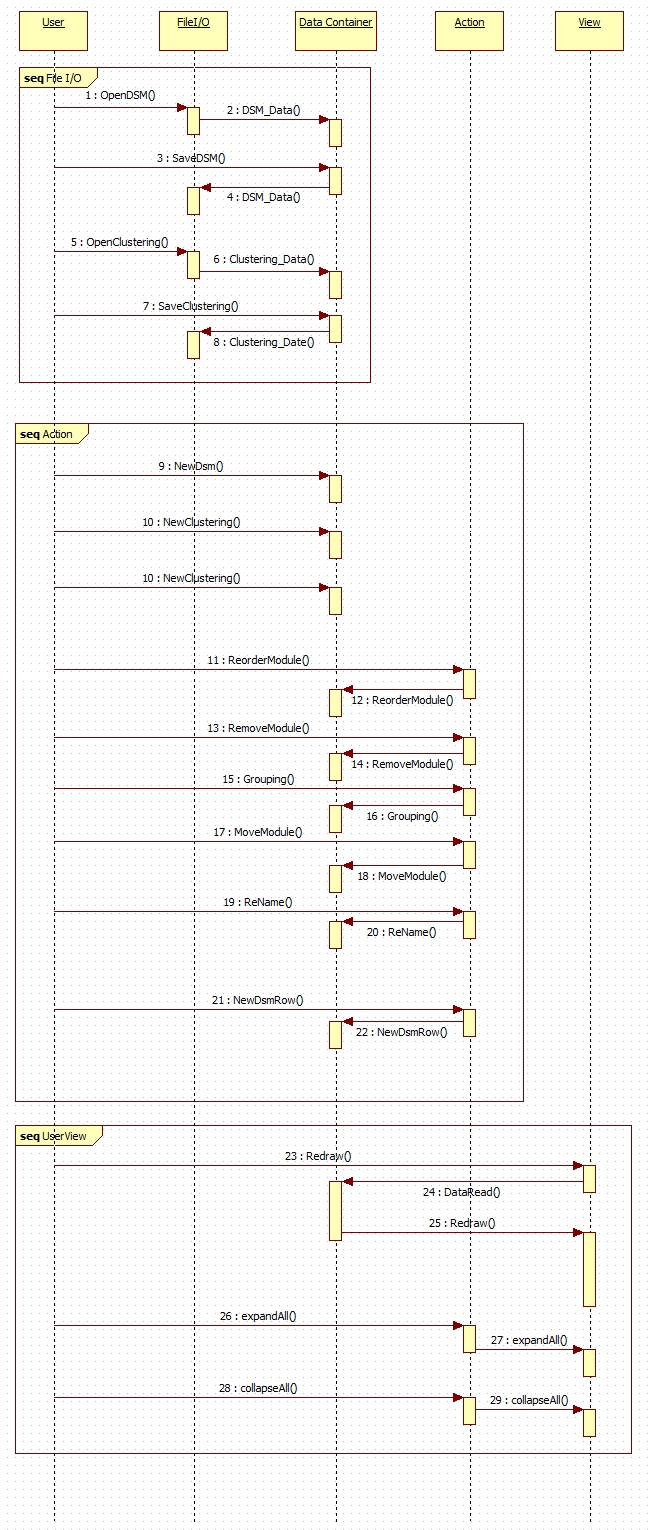 User
FileI/O
Data Container
Action
View
seq File I/O
1 : OpenDSM()
2 : DSM_Data()
3 : SaveDSM()
4 : DSM_Data()
5 : OpenClustering()
6 : Clustering_Data()
7 : SaveClustering()
8 : Clustering_Date()
seq Action
9 : NewDsm()
10 : NewClustering()
10 : NewClustering()
11 : ReorderModule()
12 : ReorderModule()
13 : RemoveModule()
14 : RemoveModule()
15 : Grouping()
16 : Grouping()
17 : MoveModule()
18 : MoveModule()
19 : ReName()
20 : ReName()
21 : NewDsmRow()
22 : NewDsmRow()
seq UserView
23 : Redraw()
24 : DataRead()
25 : Redraw()
26 : expandAll()
27 : expandAll()
28 : collapseAll()
29 : collapseAll()